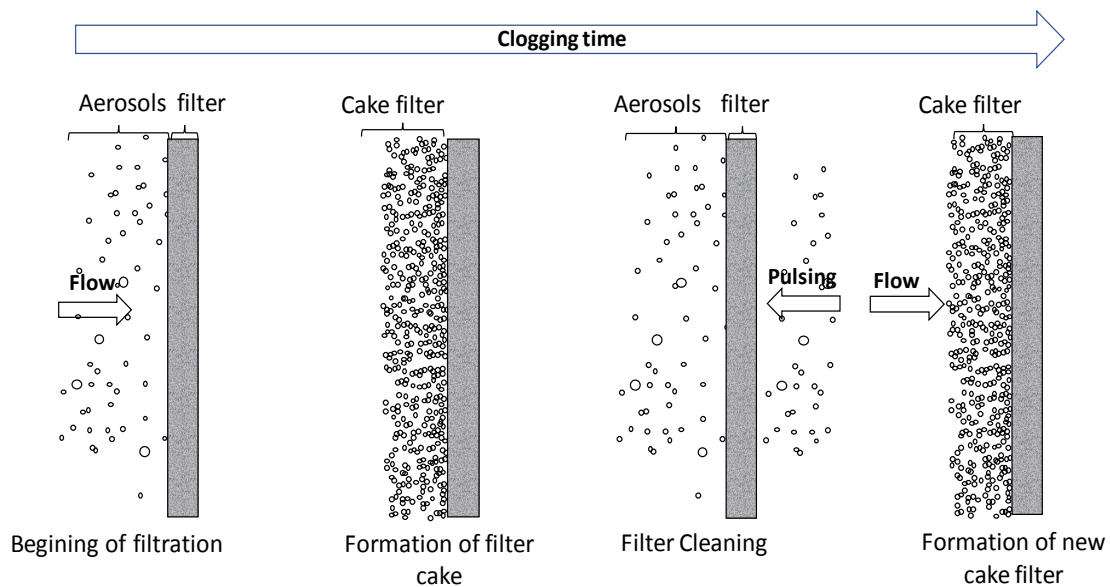 Clogging time
Aerosols filter
Cake filter
Aerosols filter
Cake filter
Flow
Pulsing
Flow
Begining of filtration
Formation of filter
cake
Filter Cleaning
Formation of new
cake filter